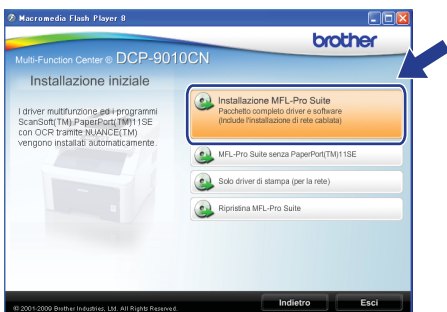 Macromedia Flash Player 8
brother
Multi-Function Center ® DCP-9010CN
Installazione iniziale
I driver multifunzione ed i programmi
ScanSoft(TM) PaperPort(TM)11SE
con OCR tramite NUANCE(TM)
vengono installati automaticamente.
Installazione MFL-Pro Suite
Pacchetto completo driver e software
(Include l'installazione di rete cablata)
MFL-Pro Suite senza PaperPort(TM)11SE
Solo driver di stampa (per la rete)
Ripristina MFL-Pro Suite
© 2001-2009 Brother Industries, Ltd. All Rights Reserved.
Indietro
Esci